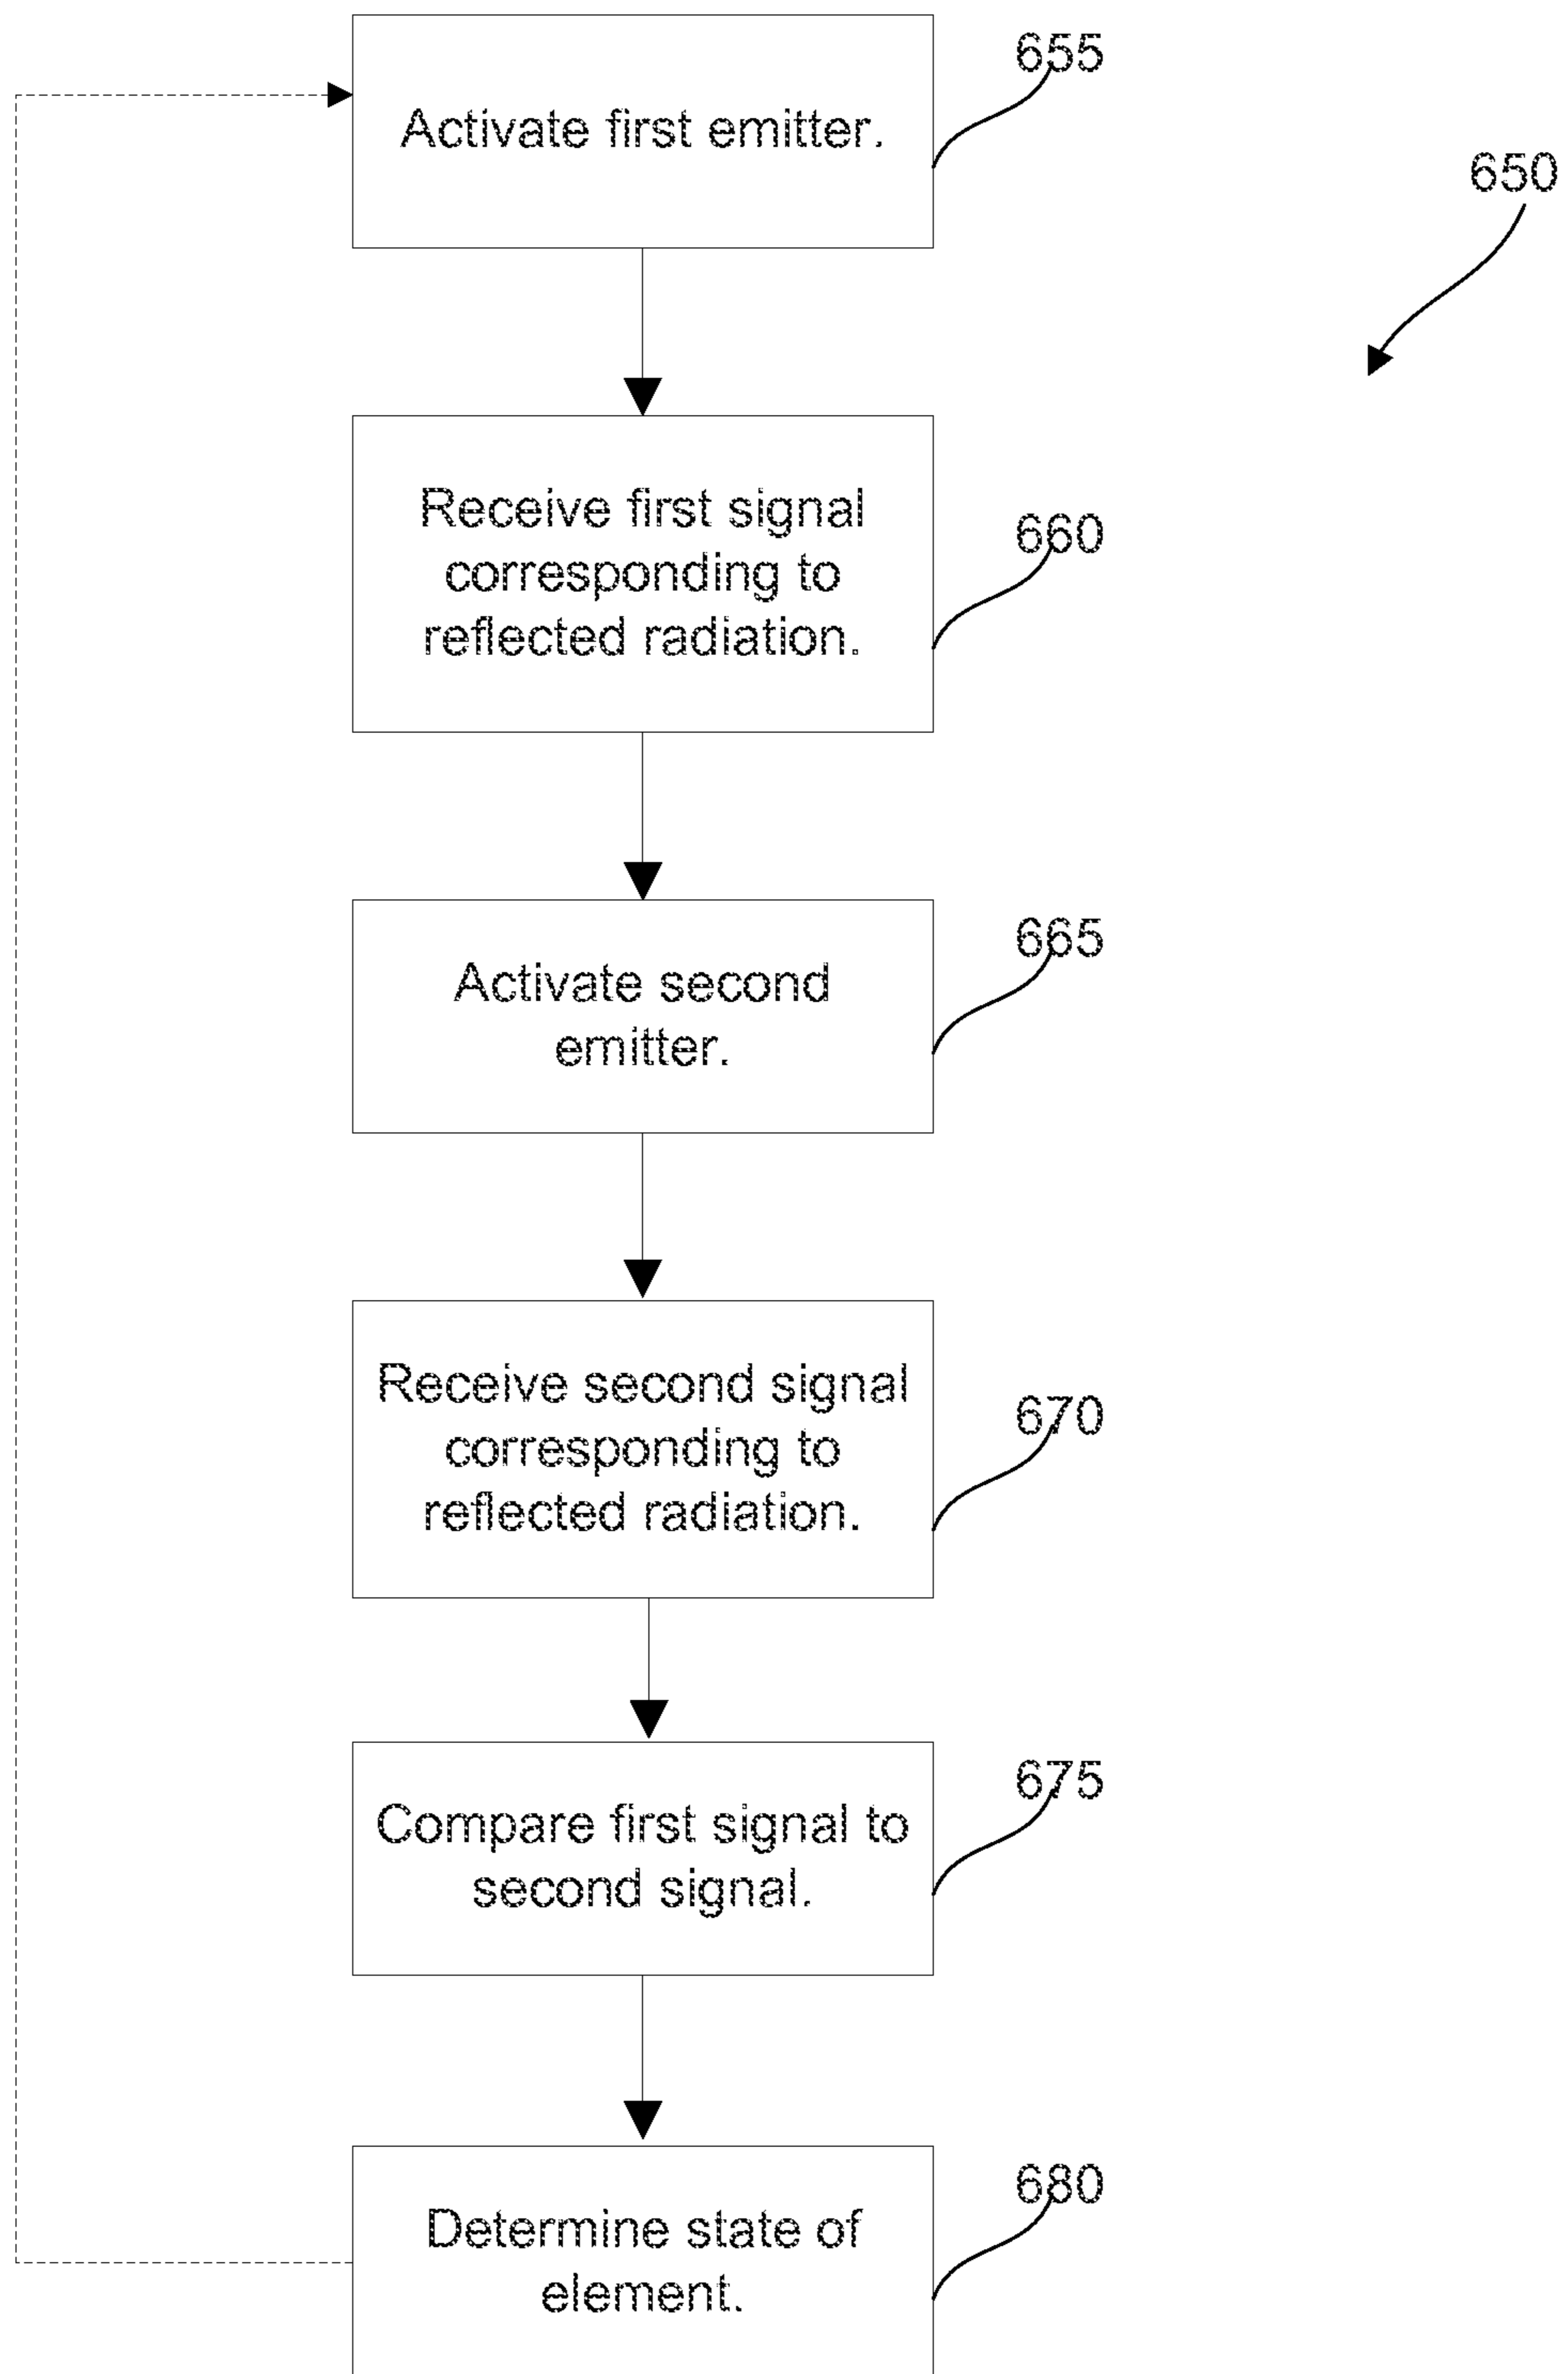 655
Activate first emitter.
650
Receive first signal
corresponding to
reflected radiation.
660
Activate second
emitter.
665
Receive second signal
corresponding to
reflected radiation.
670
Compare first signal to
second signal.
675
Determine state of
element.
680